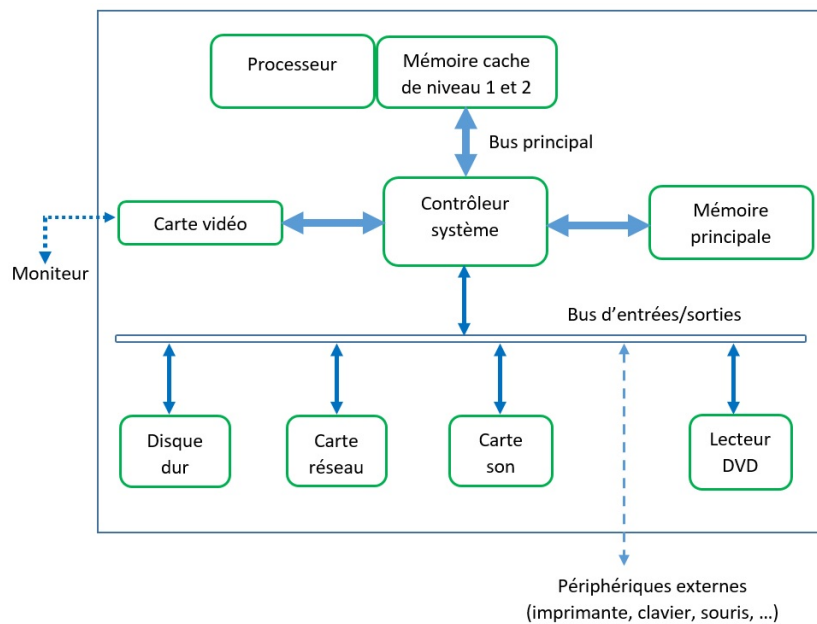 Processeur
Mémoire cache
de niveau 1 et 2
Bus principal
Carte vidéo
Contrôleur
système
Mémoire
principale
Moniteur
Bus d’entrées/sorties
Disque
dur
Carte
réseau
Carte
son
Lecteur
DVD
Périphériques externes
(imprimante, clavier, souris, …)